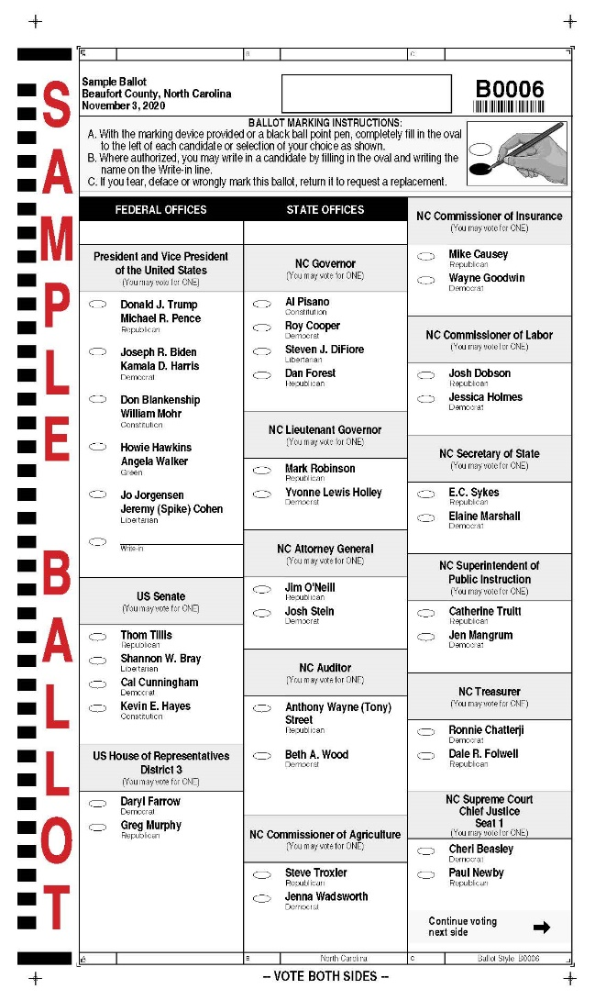 SAMPLE BALLOT
A
B
C
Sample Ballot
Beaufort County, North Carolina
November 3, 2020
B0006
BALLOT MARKING INSTRUCTIONS:
A. With the marking device provided or a black ball point pen, completely fill in the oval
to the left of each candidate or selection of your choice as shown.
B. Where authorized, you may write in a candidate by filling in the oval and writing the
name on the Write-in line.
C. If you tear, deface or wrongly mark this ballot, return it to request a replacement.
FEDERAL OFFICES
President and Vice President
of the United States
(You may vote for ONE)
Donald J. Trump
Michael R. Pence
Republican
Joseph R. Biden
Kamala D. Harris
Democrat
Don Blankenship
William Mohr
Constitution
Howie Hawkins
Angela Walker
Green
Jo Jorgensen
Jeremy (Spike) Cohen
Libertarian
Write-in
US Senate
(You may vote for ONE)
Thom Tillis
Republican
Shannon W. Bray
Libertarian
Cal Cunningham
Democrat
Kevin E. Hayes
Constitution
US House of Representatives
District 3
(You may vote for ONE)
Daryl Farrow
Democrat
Greg Murphy
Republican
STATE OFFICES
NC Governor
(You may vote for ONE)
Al Pisano
Constitution
Roy Cooper
Democrat
Steven J. DiFiore
Libertarian
Dan Forest
Republican
NC Lieutenant Governor
(You may vote for ONE)
Mark Robinson
Republican
Yvonne Lewis Holley
Democrat
NC Attorney General
(You may vote for ONE)
Jim O'Neill
Republican
Josh Stein
Democrat
NC Auditor
(You may vote for ONE)
Anthony Wayne (Tony)
Street
Republican
Beth A. Wood
Democrat
NC Commissioner of Agriculture
(You may vote for ONE)
Steve Troxler
Republican
Jenna Wadsworth
Democrat
NC Commissioner of Insurance
(You may vote for ONE)
Mike Causey
Republican
Wayne Goodwin
Democrat
NC Commissioner of Labor
(You may vote for ONE)
Josh Dobson
Republican
Jessica Holmes
Democrat
NC Secretary of State
(You may vote for ONE)
E.C. Sykes
Republican
Elaine Marshall
Democrat
NC Superintendent of
Public Instruction
(You may vote for ONE)
Catherine Truitt
Republican
Jen Mangrum
Democrat
NC Treasurer
(You may vote for ONE)
Ronnie Chatterji
Democrat
Dale R. Folwell
Republican
NC Supreme Court
Chief Justice
Seat 1
(You may vote for ONE)
Cheri Beasley
Democrat
Paul Newby
Republican
Continue voting
next side
A
B
North Carolina
C
Ballot Style B0006
-- VOTE BOTH SIDES --